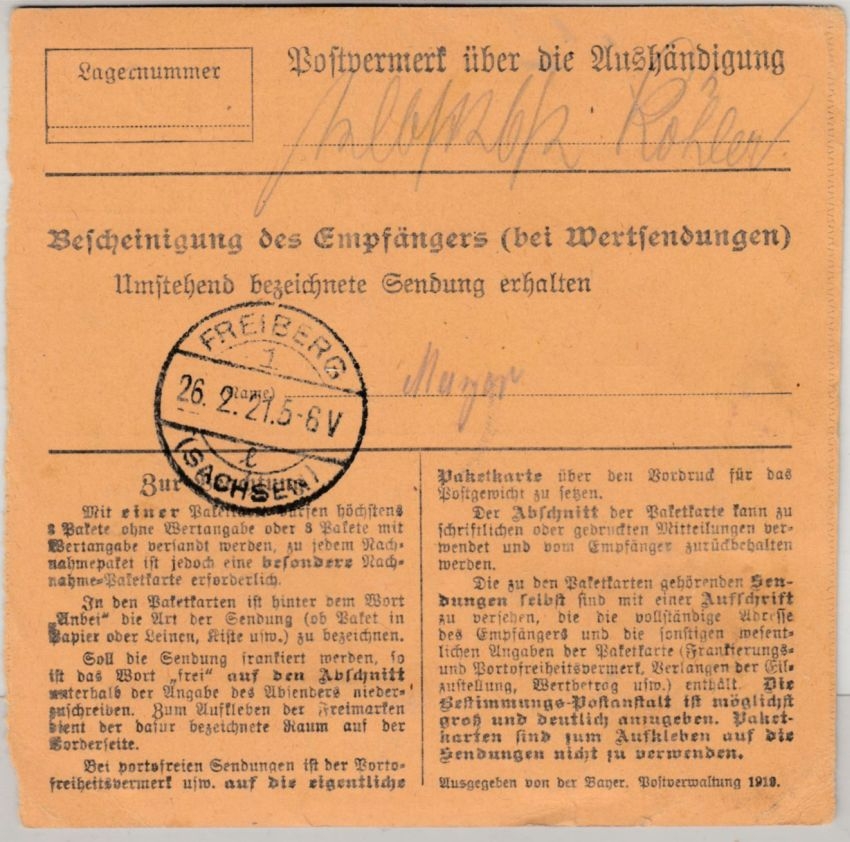 Lagernummer
Postvermerk über die Aushändigung
Köhler
Bescheinigung des Empfängers (bei Wertsendungen)
Umstehend bezeichnete Sendung erhalten
FREIBERG
1
26. 2. 21. 5-6 V
(Name)
Mayer
l
(SACHSEN)
Zur
Mit einer Paketkarte dürfen höchstens
3 Pakete ohne Wertangabe oder 3 Pakete mit
Wertangabe versandt werden, zu jedem Nach-
nahmepaket ist jedoch eine besondere Nach-
nahme-Paketkarte erforderlich.
In den Paketkarten ist hinter dem Wort
„Anbei" die Art der Sendung (ob Paket in
Papier oder Leinen, Kiste usw.) zu bezeichnen.
Soll die Sendung frankiert werden, so
ist das Wort „frei" auf den Abschnitt
unterhalb der Angabe des Absenders nieder-
zuschreiben. Zum Aufkleben der Freimarken
dient der dafür bezeichnete Raum auf der
Vorderseite.
Bei portofreien Sendungen ist der Porto-
freiheitsvermerk usw. auf die eigentliche
Paketkarte über den Vordruck für das
Postgewicht zu setzen.
Der Abschnitt der Paketkarte kann zu
schriftlichen oder gedruckten Mitteilungen ver-
wendet und vom Empfänger zurückbehalten
werden.
Die zu den Paketkarten gehörenden Sen-
dungen selbst sind mit einer Aufschrift
zu versehen, die die vollständige Adresse
des Empfängers und die sonstigen wesent-
lichen Angaben der Paketkarte (Frankierungs-
und Portofreiheitsvermerk, Verlangen der Eil-
zustellung, Wertbetrag usw.) enthält. Die
Bestimmungs-Postanstalt ist möglichst
groß und deutlich anzugeben. Paket-
karten sind zum Aufkleben auf die
Sendungen nicht zu verwenden.
Ausgegeben von der Bayer. Postverwaltung 1919.